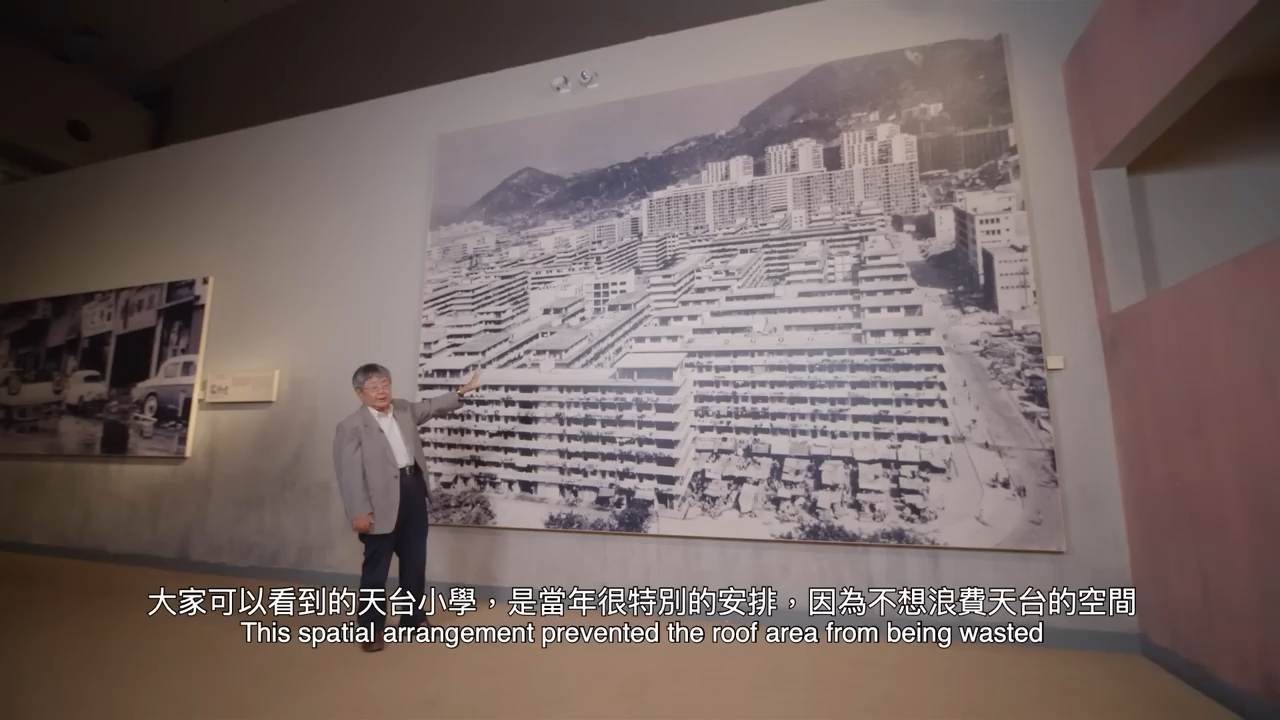 大家可以看到的天台小學，是當年很特別的安排，因為不想浪費天台的空間
This spatial arrangement prevented the roof area from being wasted